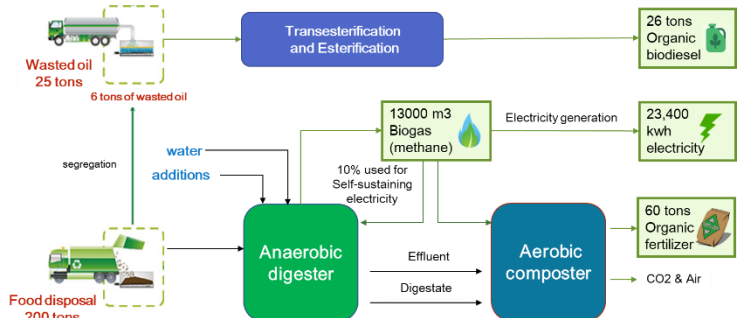 Transesterification
and Esterification
26 tons
Organic
biodiesel
Wasted oil
25 tons
6 tons of wasted oil
13000 m3
Biogas
(methane)
Electricity generation
23,400
kwh
electricity
segregation
water
additions
10% used for
Self-sustaining
electricity
Anaerobic
digester
Effluent
Digestate
Aerobic
composter
60 tons
Organic
fertilizer
CO2 & Air
Food disposal
200 tons